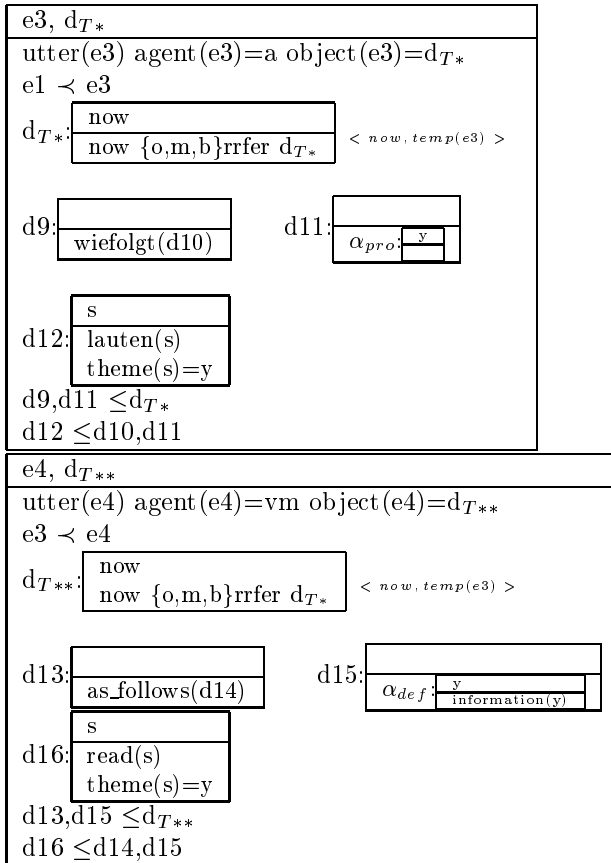 e3, d_{T*}
utter(e3) agent(e3)=a object(e3)=d_{T*}
e1 ≺ e3
now
d_{T*}: now {o,m,b}rrfer d_{T*} < now, temp(e3) >
d9: wiefolgt(d10) d11: α_{pro}: y
s
d12: lauten(s)
theme(s)=y
d9,d11 ≤d_{T*}
d12 ≤d10,d11
e4, d_{T**}
utter(e4) agent(e4)=vm object(e4)=d_{T**}
e3 ≺ e4
now
d_{T**}: now {o,m,b}rrfer d_{T*} < now, temp(e3) >
d13: as_follows(d14) d15: α_{def}: y
information(y)
s
d16: read(s)
theme(s)=y
d13,d15 ≤d_{T**}
d16 ≤d14,d15